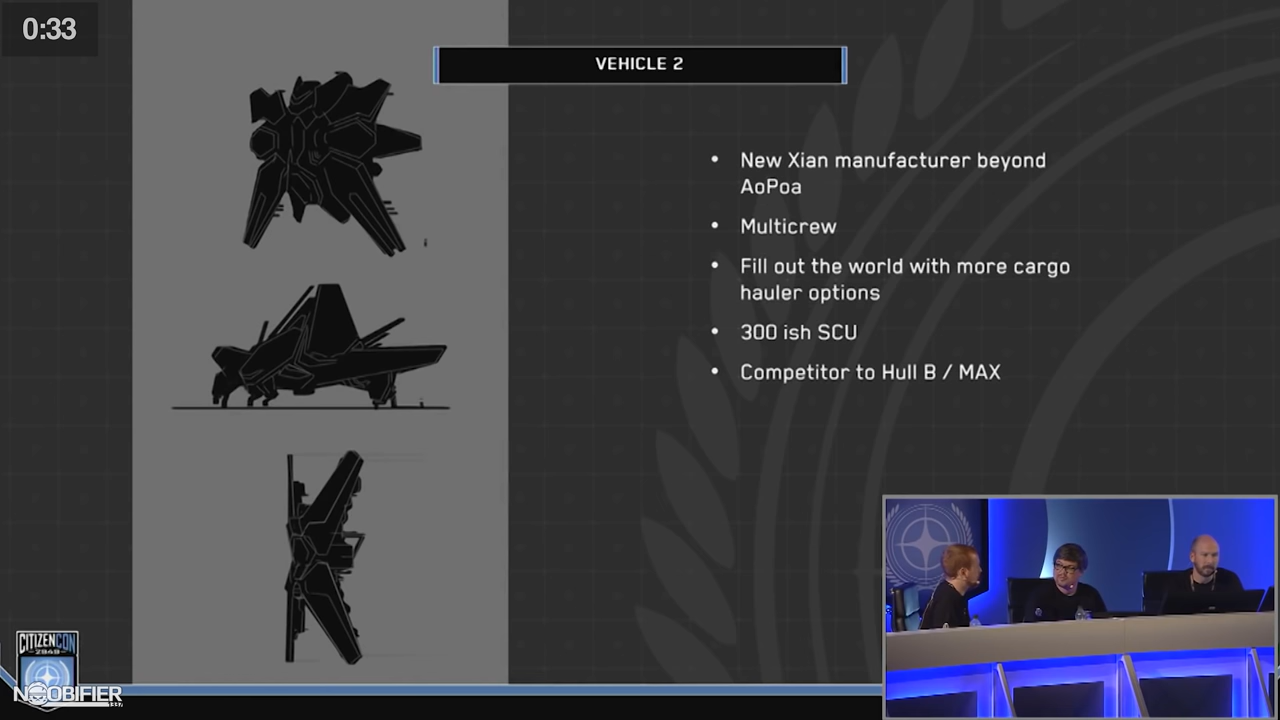 0:33
VEHICLE 2
• New Xian manufacturer beyond
AoPoa
• Multicrew
• Fill out the world with more cargo
hauler options
• 300 ish SCU
• Competitor to Hull B / MAX
CITIZENCON
2949
NOOBIFIER